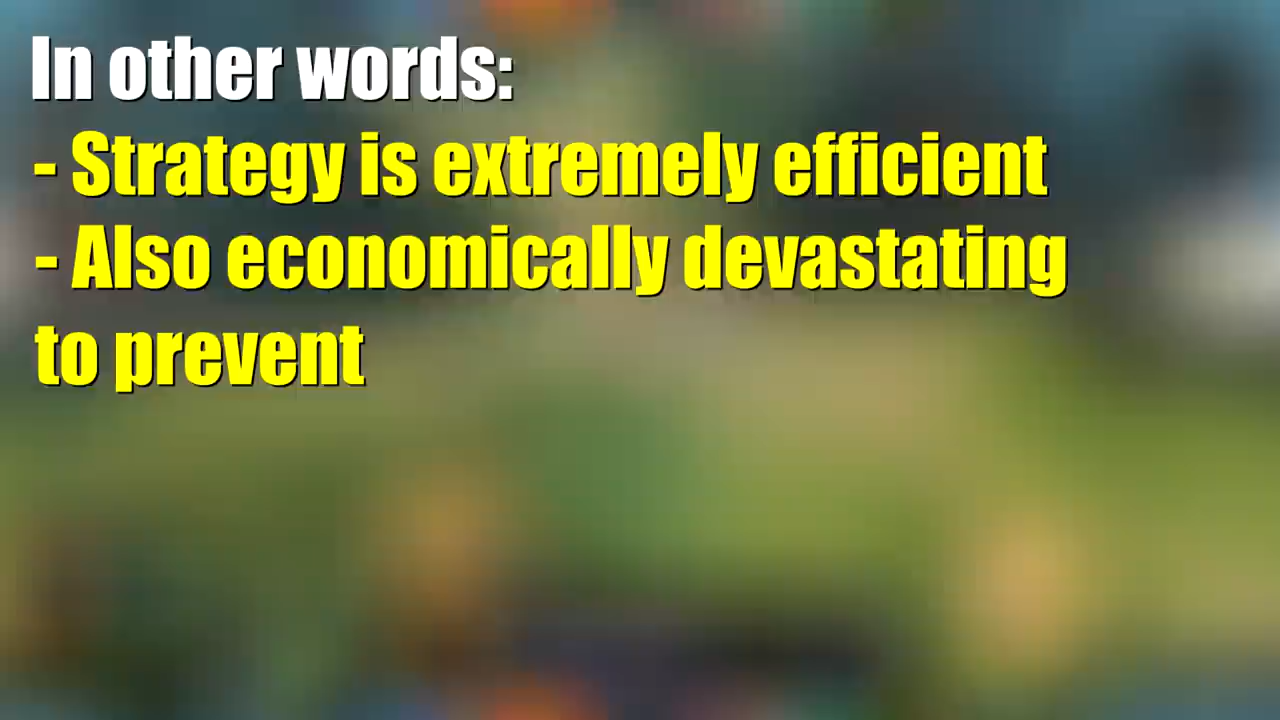 In other words:
- Strategy is extremely efficient
- Also economically devastating
to prevent